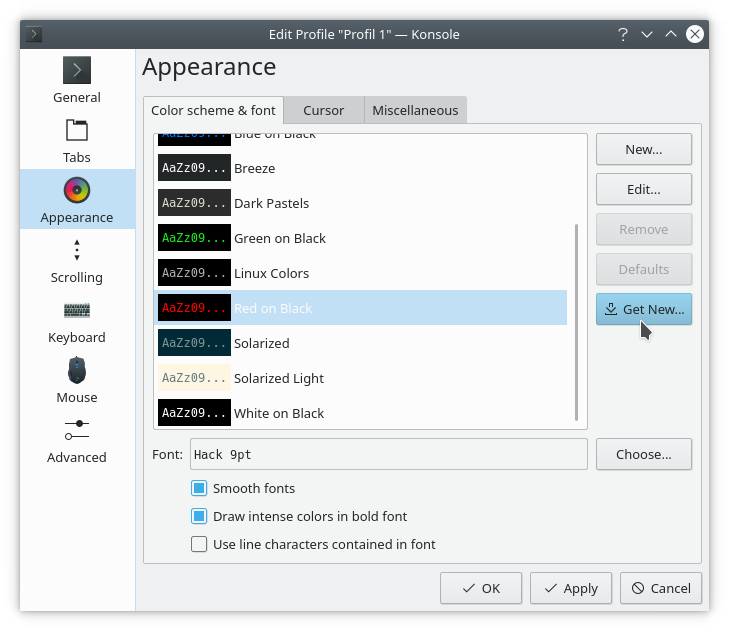 Edit Profile "Profil 1" — Konsole
General
Tabs
Appearance
Scrolling
Keyboard
Mouse
Advanced
Appearance
Color scheme & font
Cursor
Miscellaneous
AaZz09... Blue on Black
AaZz09... Breeze
AaZz09... Dark Pastels
AaZz09... Green on Black
AaZz09... Linux Colors
AaZz09... Red on Black
AaZz09... Solarized
AaZz09... Solarized Light
AaZz09... White on Black
New...
Edit...
Remove
Defaults
Get New...
Font: Hack 9pt
Choose...
Smooth fonts
Draw intense colors in bold font
Use line characters contained in font
OK
Apply
Cancel